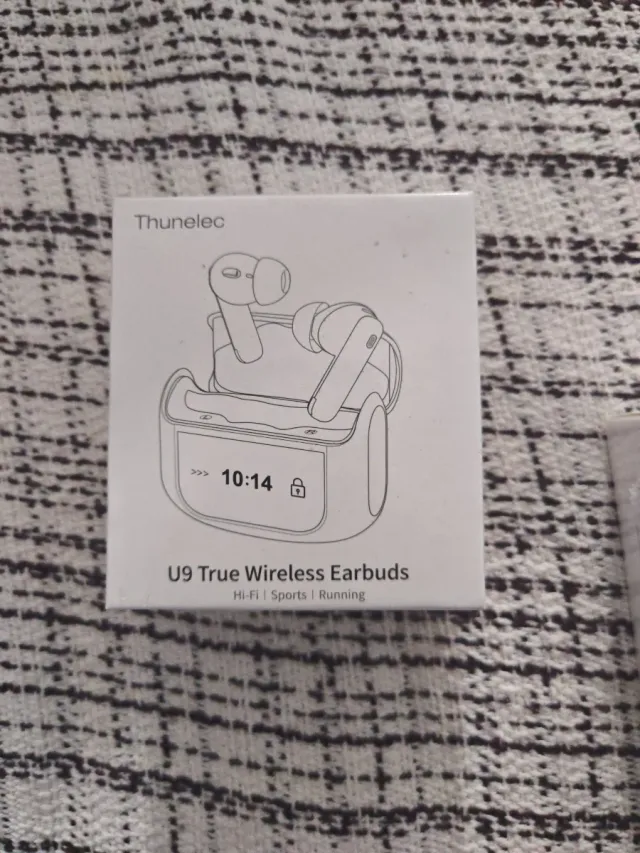 Thunelec
>>> 10:14
U9 True Wireless Earbuds
Hi-Fi | Sports | Running